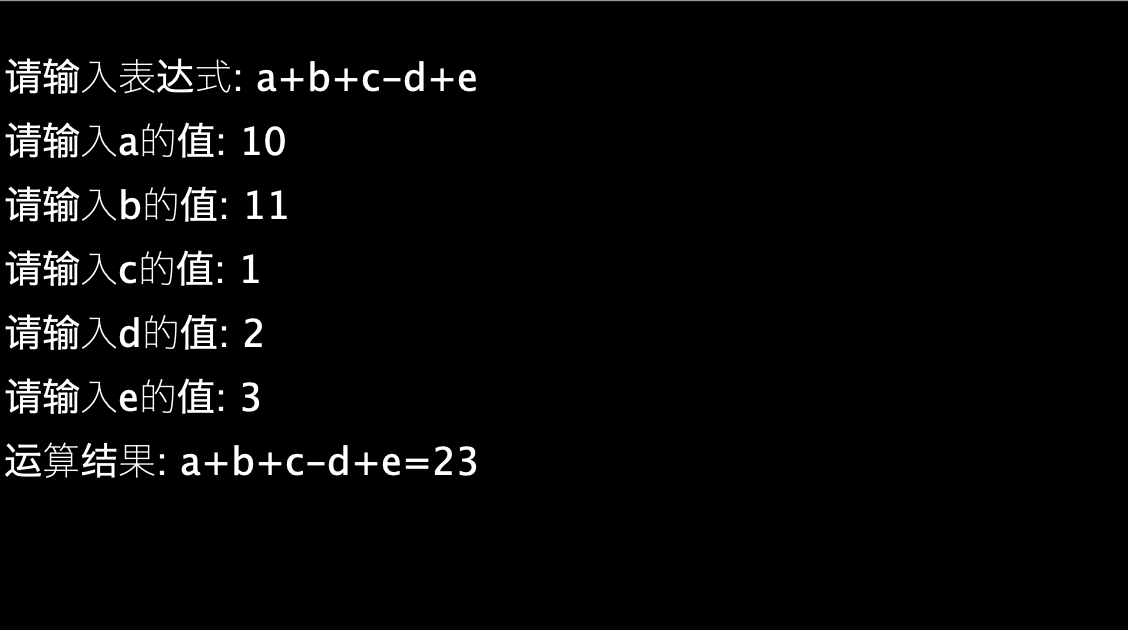 请输入表达式: a+b+c-d+e
请输入a的值: 10
请输入b的值: 11
请输入c的值: 1
请输入d的值: 2
请输入e的值: 3
运算结果: a+b+c-d+e=23